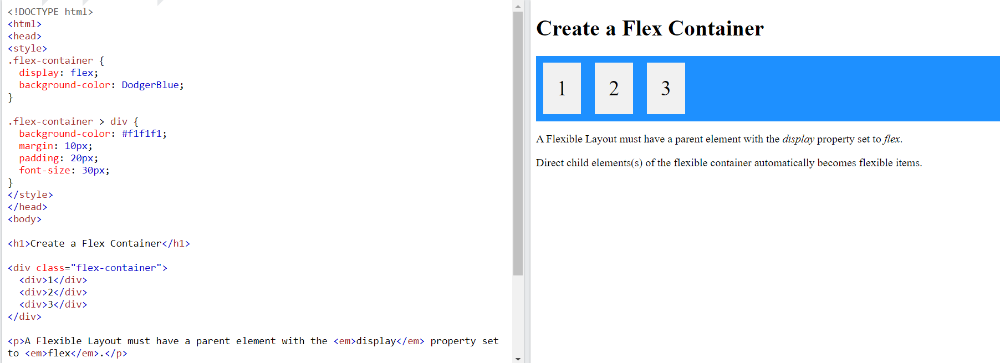 <!DOCTYPE html>
<html>
<head>
<style>
.flex-container {
  display: flex;
  background-color: DodgerBlue;
}

.flex-container > div {
  background-color: #f1f1f1;
  margin: 10px;
  padding: 20px;
  font-size: 30px;
}
</style>
</head>
<body>

<h1>Create a Flex Container</h1>

<div class="flex-container">
  <div>1</div>
  <div>2</div>
  <div>3</div>
</div>

<p>A Flexible Layout must have a parent element with the <em>display</em> property set
to <em>flex</em>.</p>
Create a Flex Container
1 2 3
A Flexible Layout must have a parent element with the display property set to flex.
Direct child elements(s) of the flexible container automatically becomes flexible items.